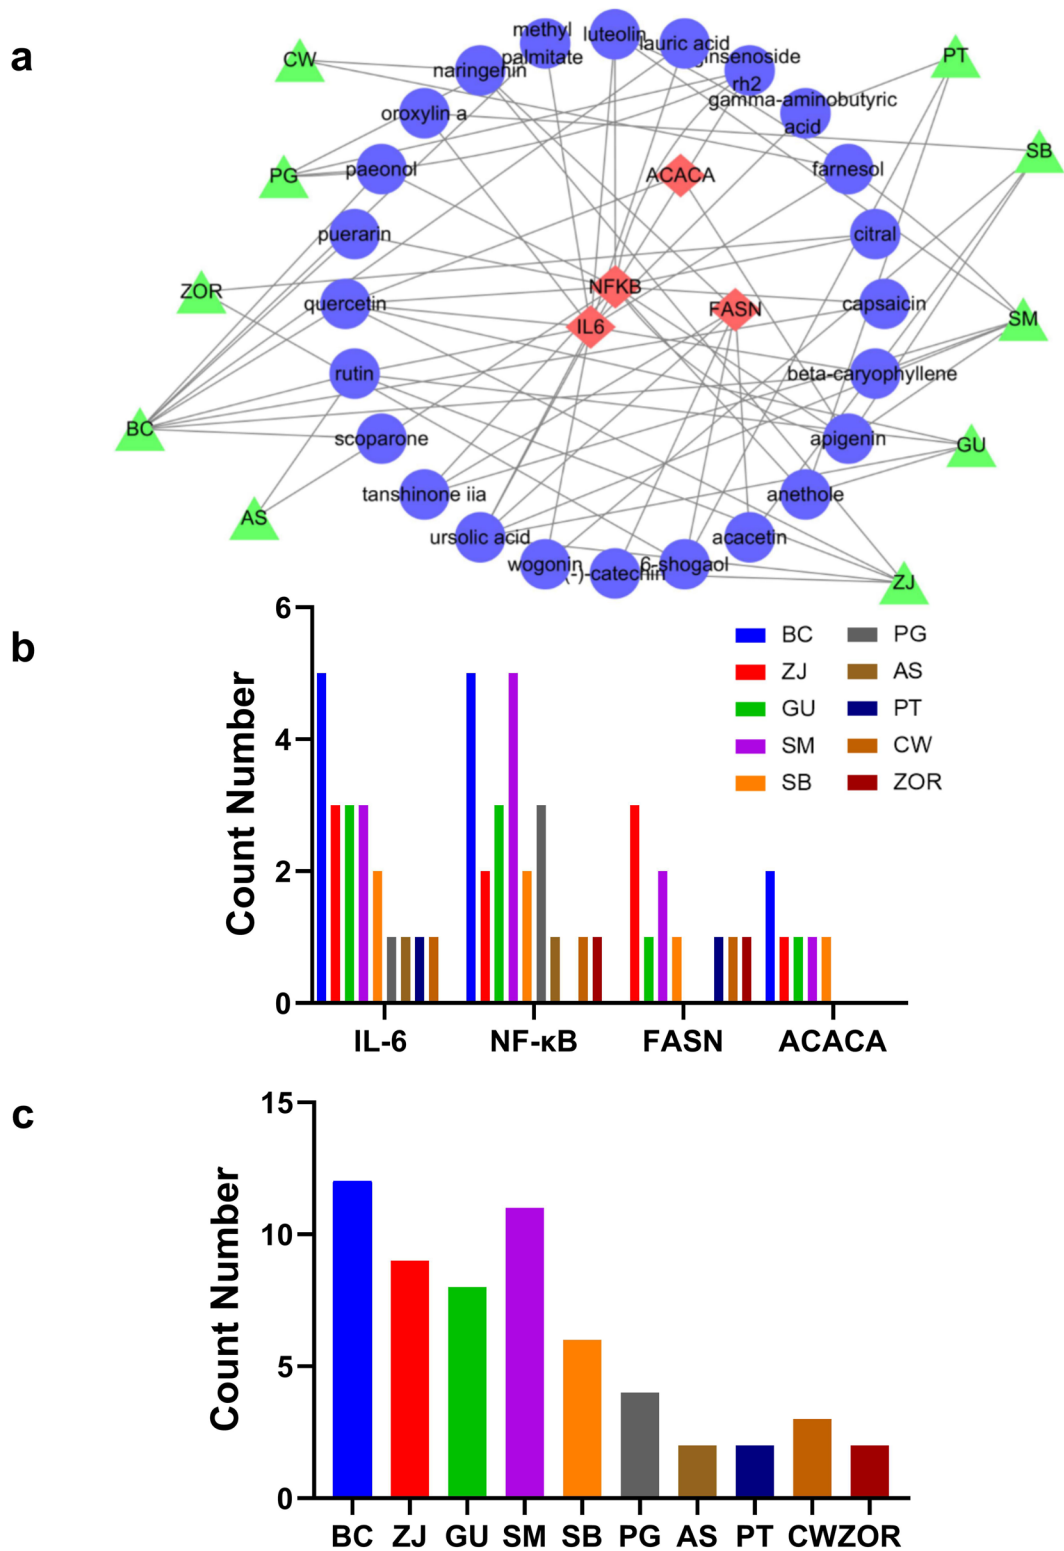 a
CW
naringenin
methyl
palmitate
luteolin
lauric acid
ginsenoside
rh2
PT
oroxylin a
gamma-aminobutyric
acid
SB
PG
paeonol
ACACA
farnesol
puerarin
citral
ZOR
quercetin
NFKB
IL6
FASN
capsaicin
SM
rutin
beta-caryophyllene
BC
scoparone
apigenin
GU
AS
tanshinone iia
anethole
ursolic acid
wogonin
(-)-catechin
6-shogaol
acacetin
ZJ
b
Count Number
6
4
2
0
IL-6
NF-κB
FASN
ACACA
BC
ZJ
GU
SM
SB
PG
AS
PT
CW
ZOR
c
Count Number
15
10
5
0
BC ZJ GU SM SB PG AS PT CWZOR